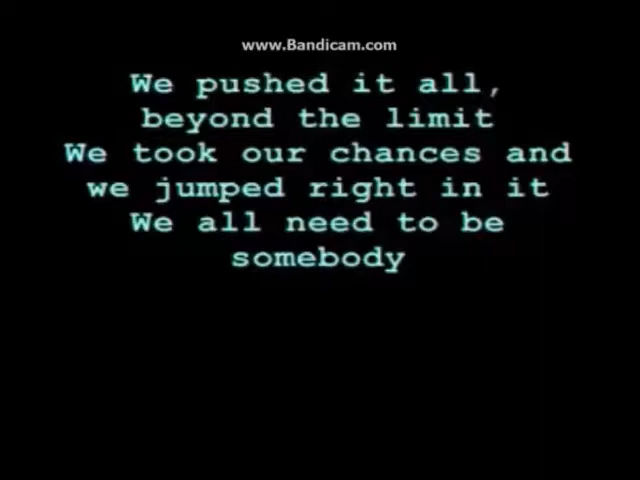 www.Bandicam.com
We pushed it all,
beyond the limit
We took our chances and
we jumped right in it
We all need to be
somebody